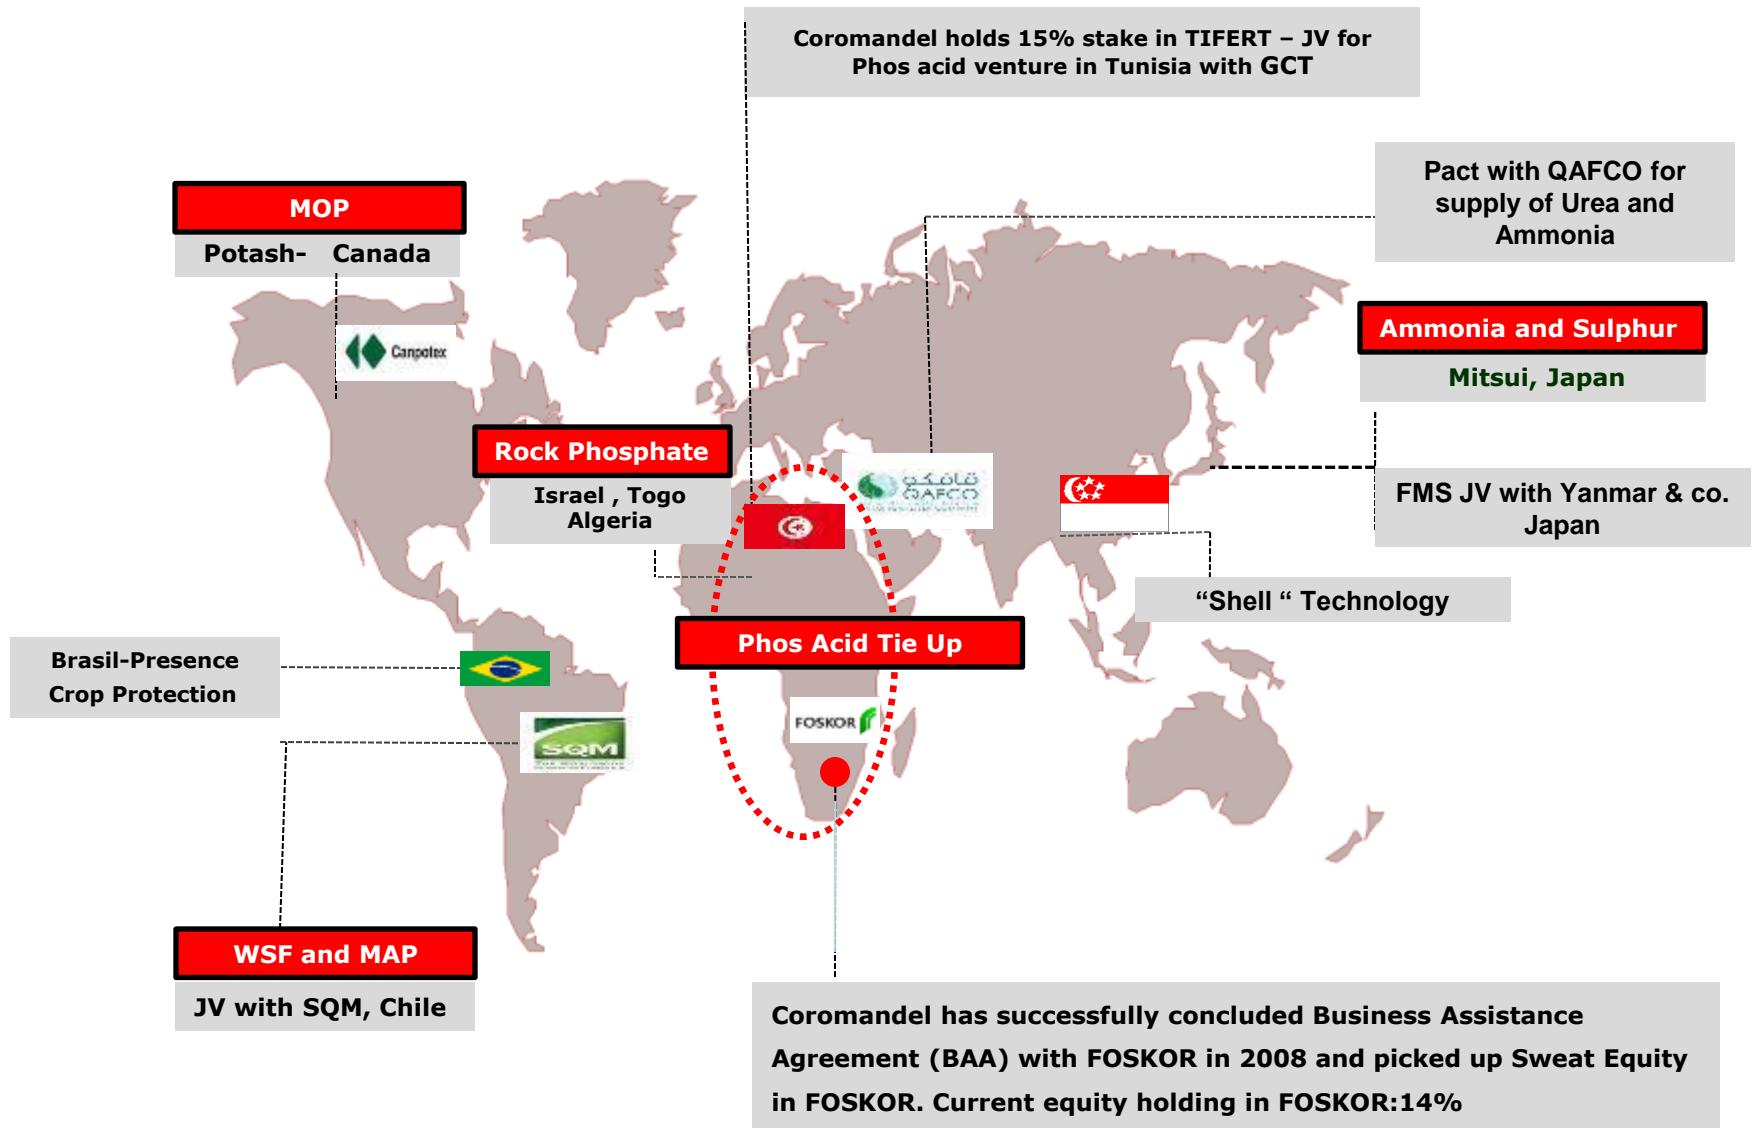 Coromandel holds 15% stake in TIFERT – JV for
Phos acid venture in Tunisia with GCT
Pact with QAFCO for
supply of Urea and
Ammonia
MOP
Potash- Canada
Canpotex
Ammonia and Sulphur
Mitsui, Japan
Rock Phosphate
Israel , Togo
Algeria
قافكو
QAFCO
FMS JV with Yanmar & co.
Japan
“Shell “ Technology
Phos Acid Tie Up
Brasil-Presence
Crop Protection
FOSKOR
SQM
WSF and MAP
JV with SQM, Chile
Coromandel has successfully concluded Business Assistance
Agreement (BAA) with FOSKOR in 2008 and picked up Sweat Equity
in FOSKOR. Current equity holding in FOSKOR:14%